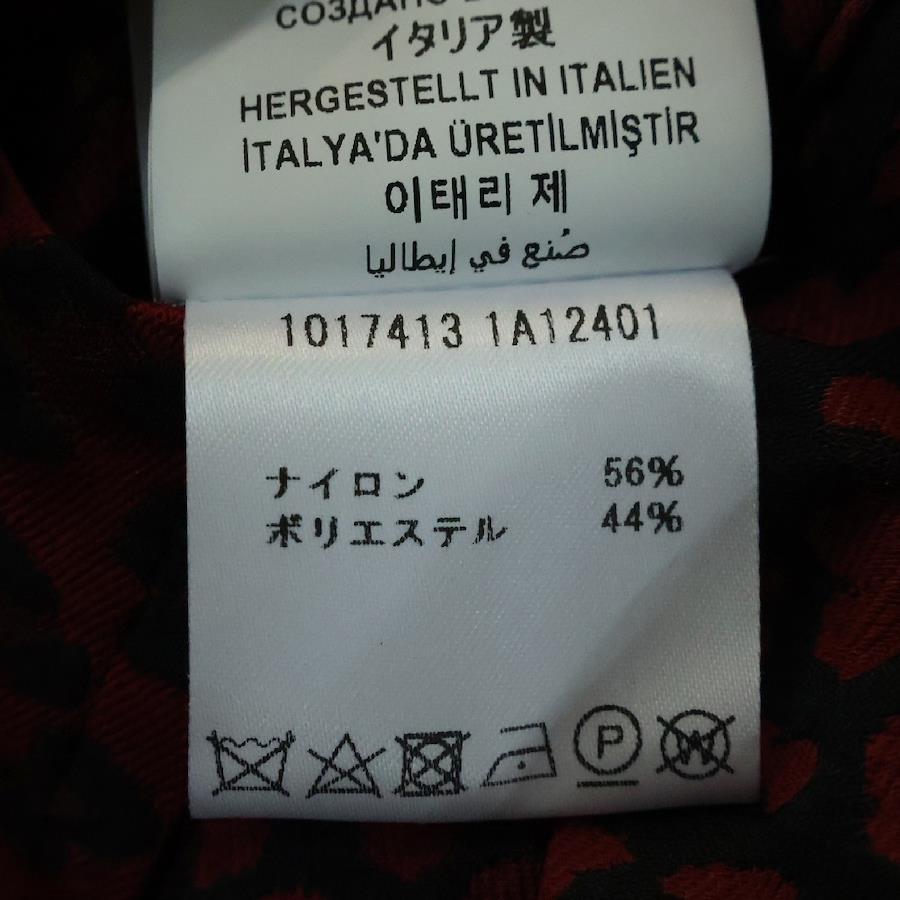 СОЗДАНО
イタリア製
HERGESTELLT IN ITALIEN
İTALYA'DA ÜRETİLMİŞTİR
이태리 제
صُنع في إيطاليا
1017413 1A12401
ナイロン 56%
ポリエステル 44%
P W